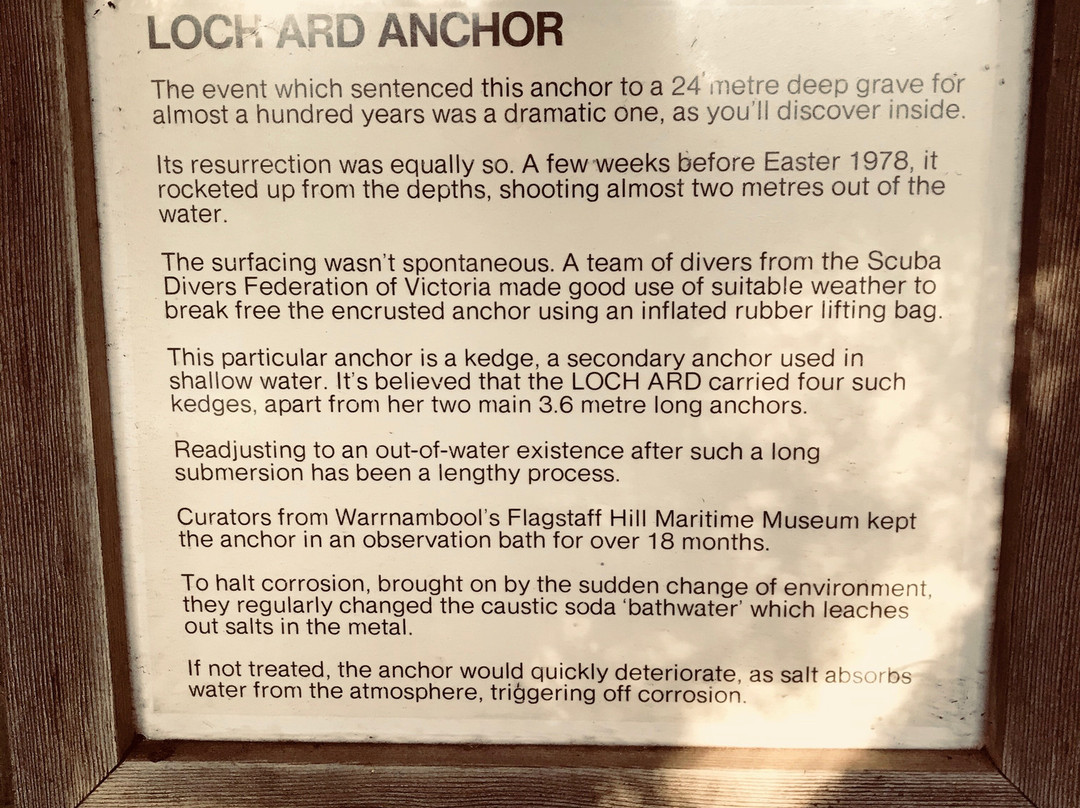 LOCH ARD ANCHOR
The event which sentenced this anchor to a 24 metre deep grave for
almost a hundred years was a dramatic one, as you'll discover inside.
Its resurrection was equally so. A few weeks before Easter 1978, it
rocketed up from the depths, shooting almost two metres out of the
water.
The surfacing wasn't spontaneous. A team of divers from the Scuba
Divers Federation of Victoria made good use of suitable weather to
break free the encrusted anchor using an inflated rubber lifting bag.
This particular anchor is a kedge, a secondary anchor used in
shallow water. It's believed that the LOCH ARD carried four such
kedges, apart from her two main 3.6 metre long anchors.
Readjusting to an out-of-water existence after such a long
submersion has been a lengthy process.
Curators from Warrnambool's Flagstaff Hill Maritime Museum kept
the anchor in an observation bath for over 18 months.
To halt corrosion, brought on by the sudden change of environment,
they regularly changed the caustic soda 'bathwater' which leaches
out salts in the metal.
If not treated, the anchor would quickly deteriorate, as salt absorbs
water from the atmosphere, triggering off corrosion.